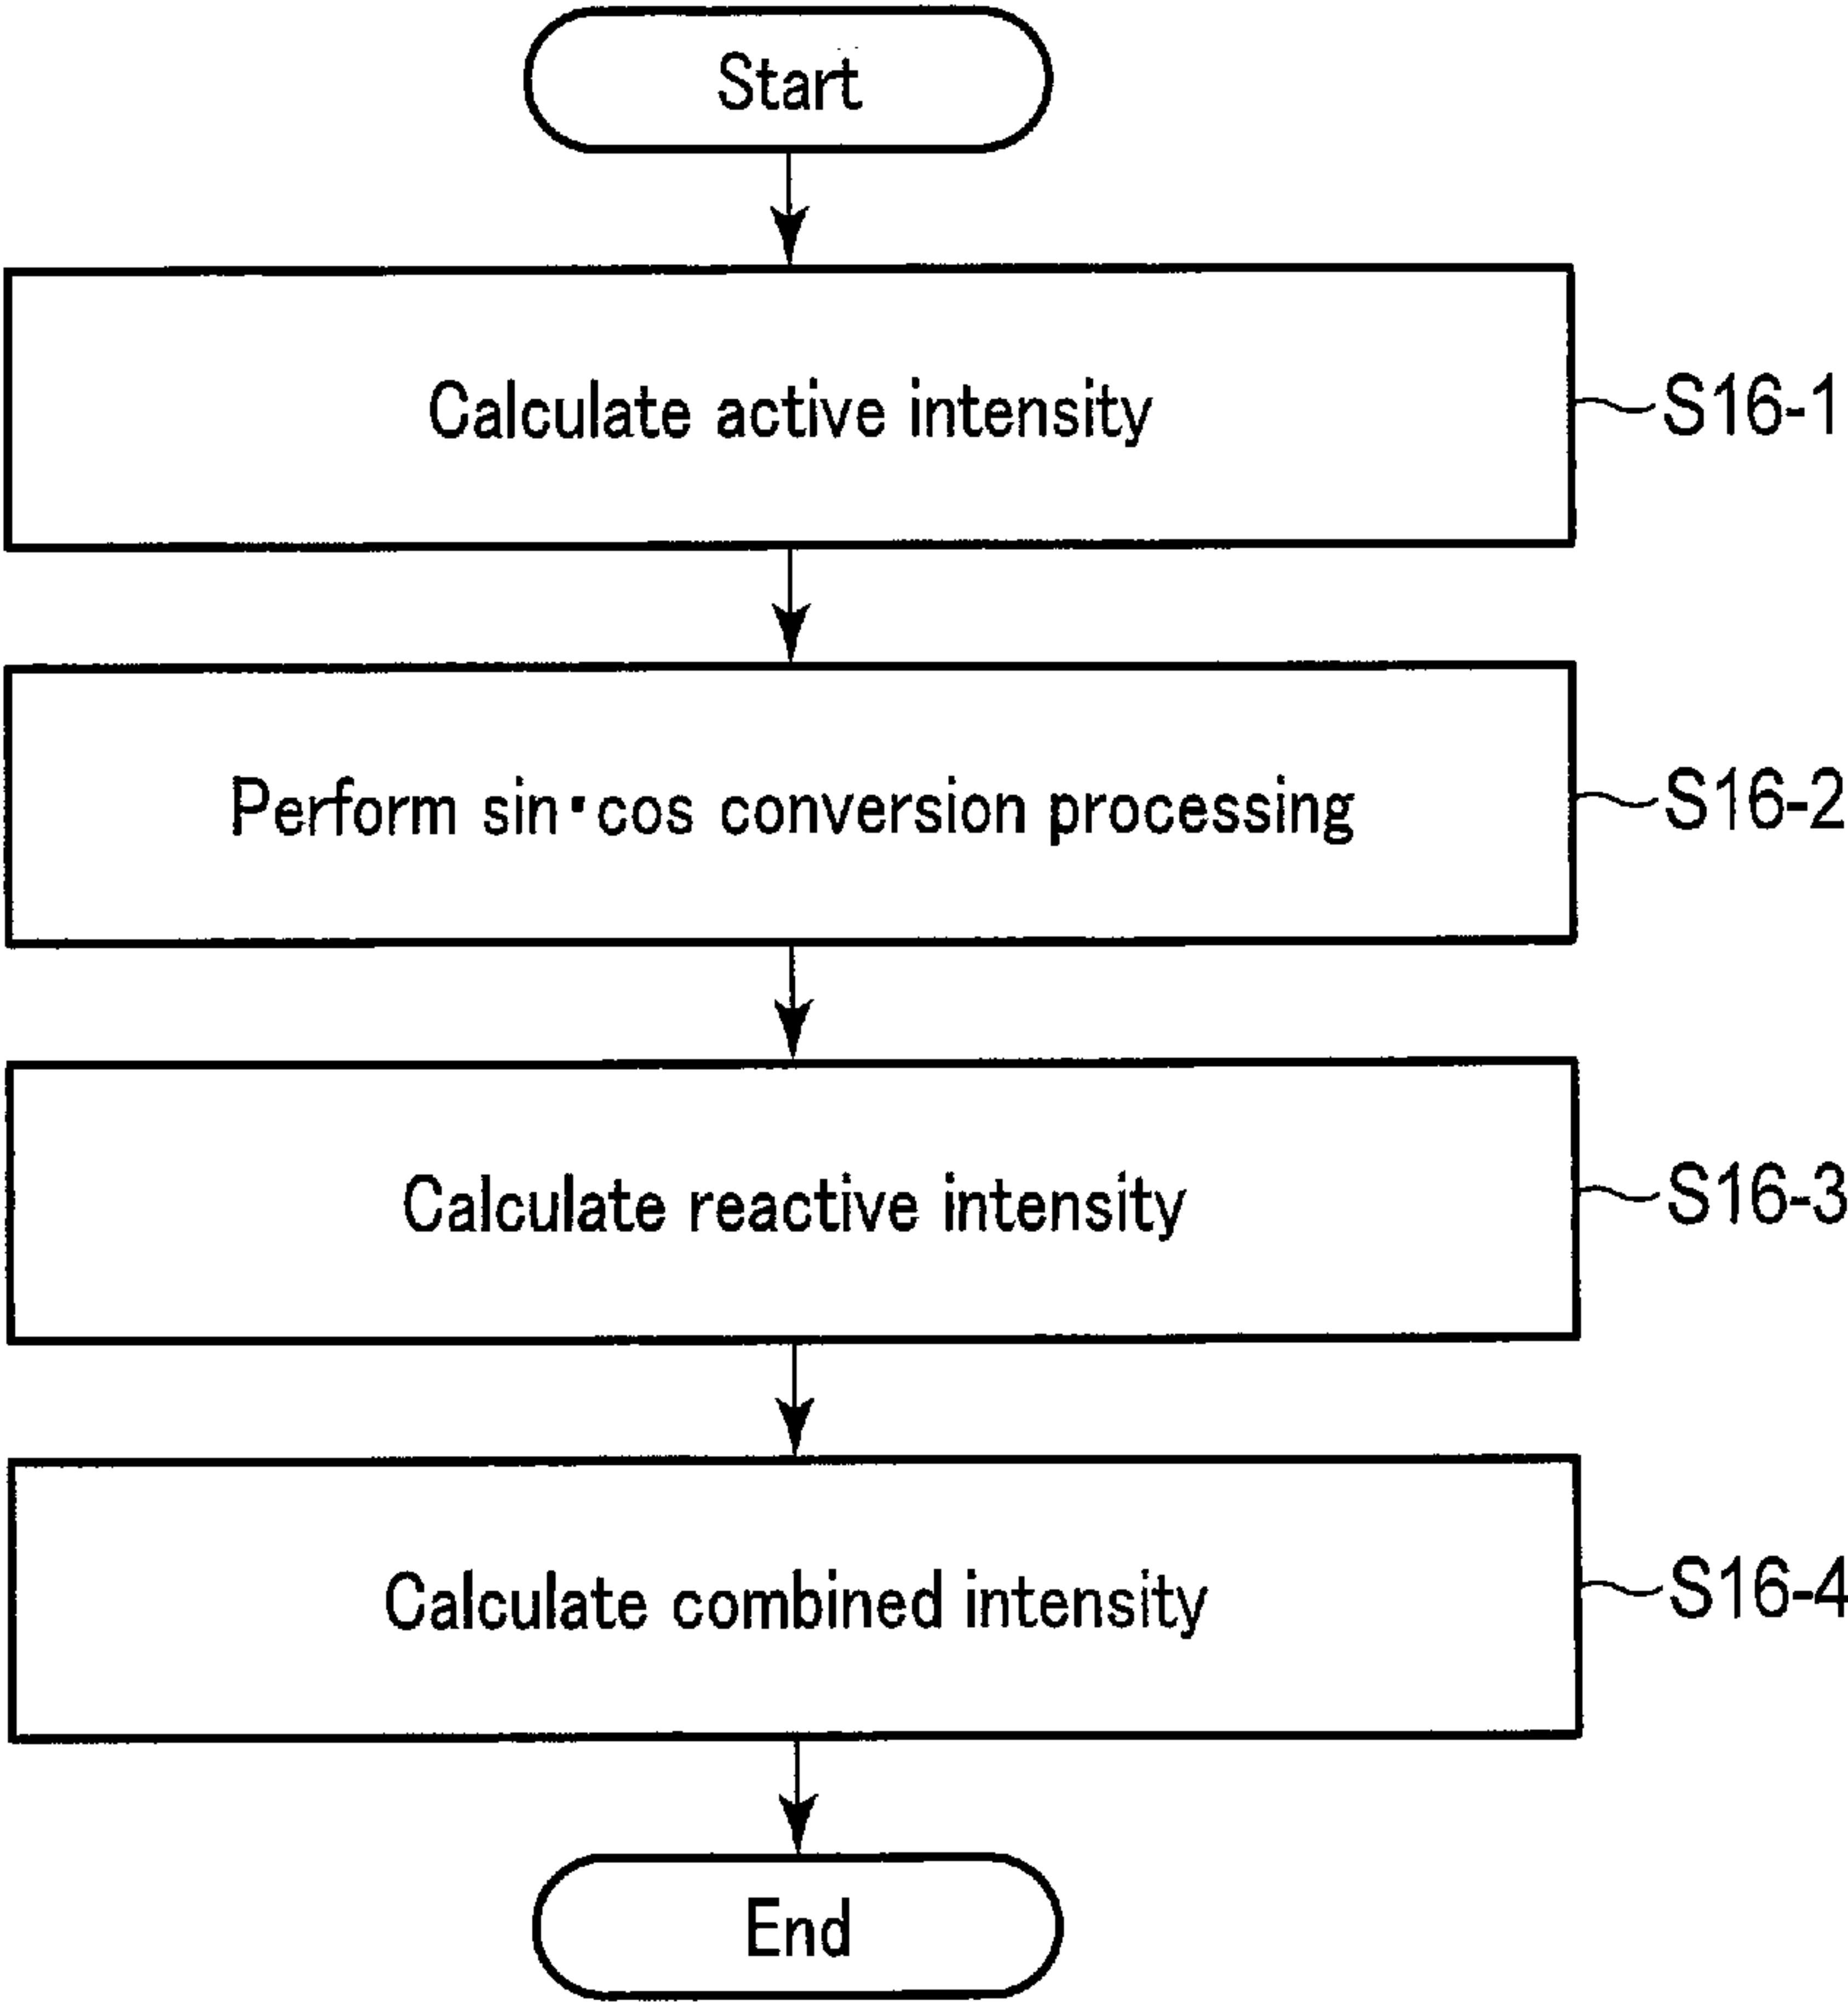 Start
Calculate active intensity
S16-1
Perform sin・cos conversion processing
S16-2
Calculate reactive intensity
S16-3
Calculate combined intensity
S16-4
End